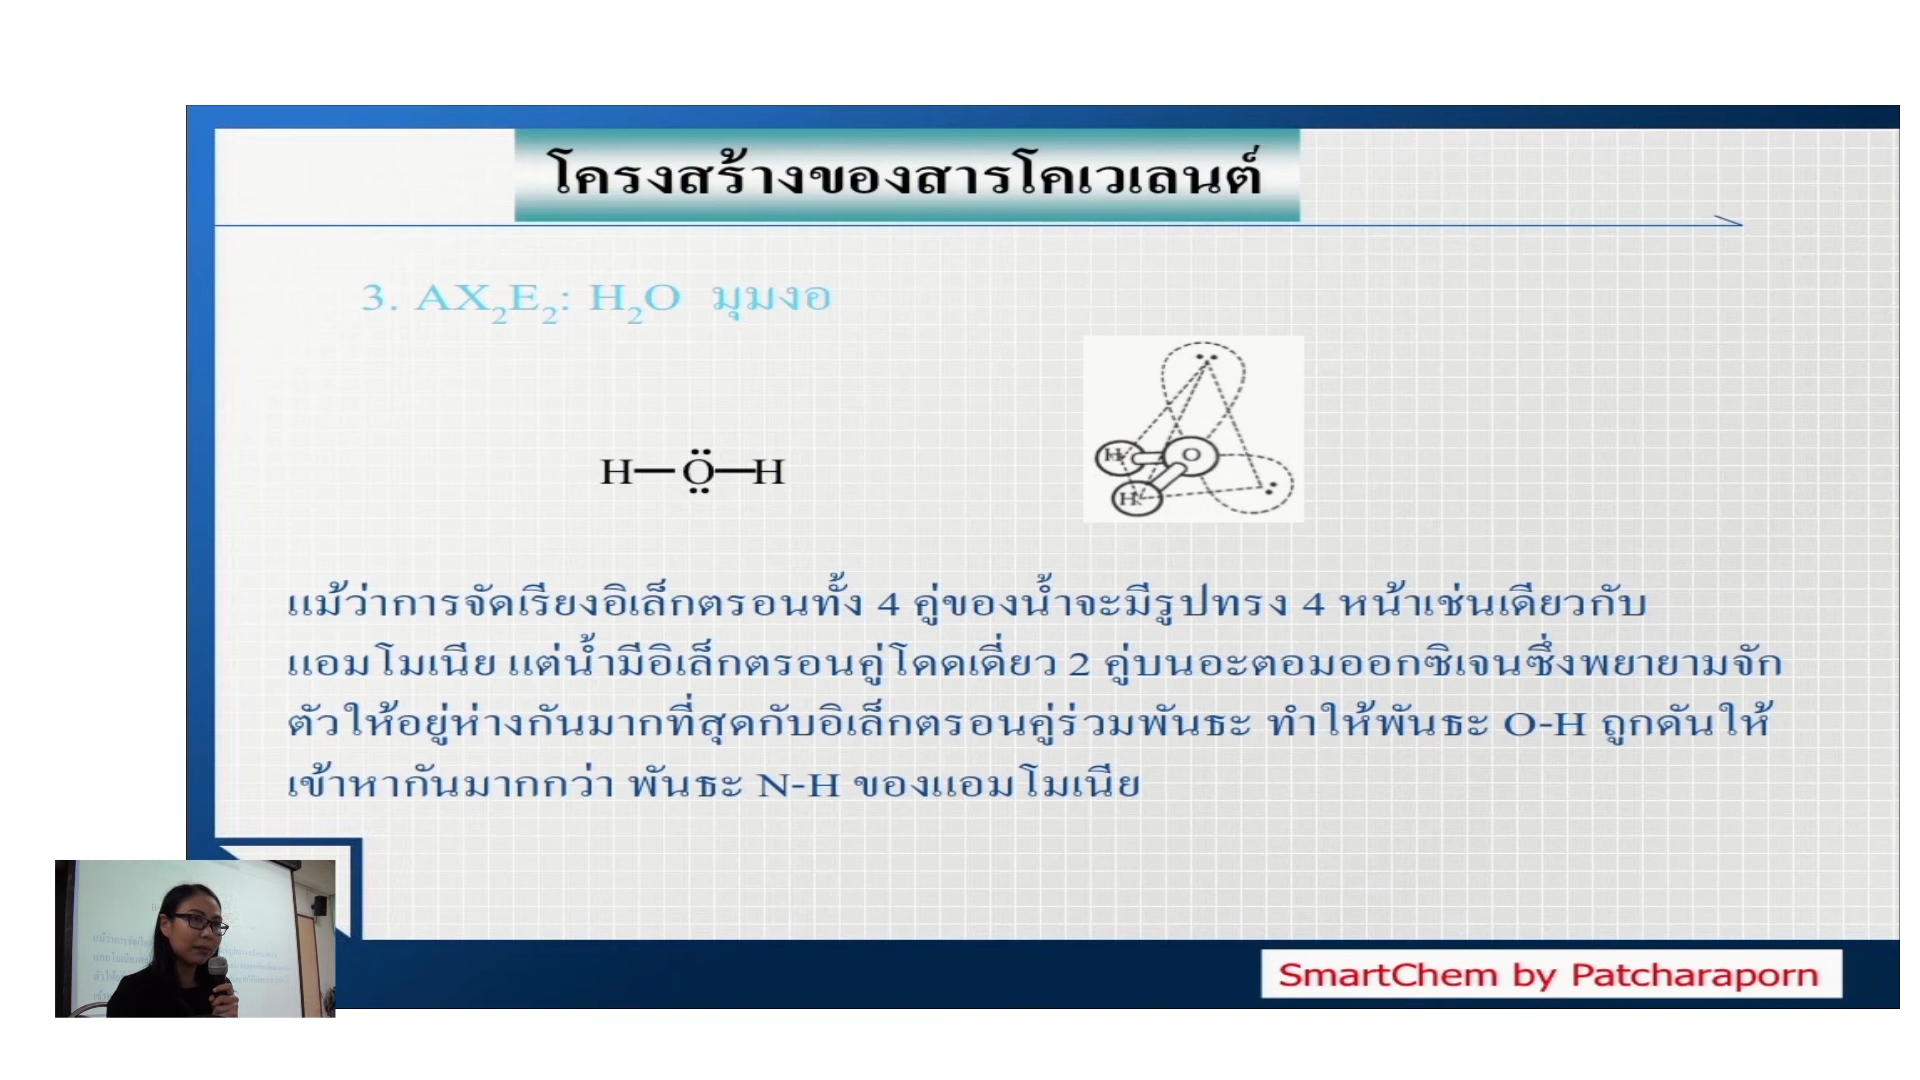 โครงสร้างของสารโคเวเลนต์
3. AX₂E₂: H₂O มุมงอ
H—Ö—H
H
O
H
แม้ว่าการจัดเรียงอิเล็กตรอนทั้ง 4 คู่ของน้ำจะมีรูปทรง 4 หน้าเช่นเดียวกับ
แอมโมเนีย แต่น้ำมีอิเล็กตรอนคู่โดดเดี่ยว 2 คู่บนอะตอมออกซิเจนซึ่งพยายามจัก
ตัวให้อยู่ห่างกันมากที่สุดกับอิเล็กตรอนคู่ร่วมพันธะ ทำให้พันธะ O-H ถูกดันให้
เข้าหากันมากกว่า พันธะ N-H ของแอมโมเนีย
SmartChem by Patcharaporn